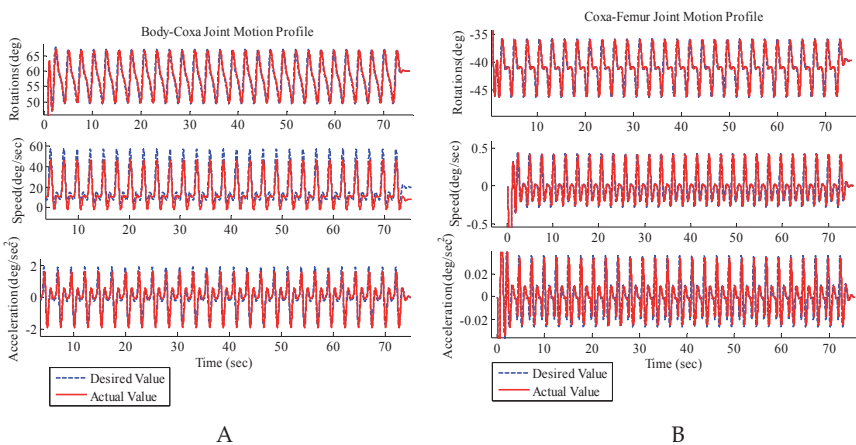 Body-Coxa Joint Motion Profile
Rotations(deg)
65
60
55
50
0 10 20 30 40 50 60 70
Speed(deg/sec)
60
40
20
0
10 20 30 40 50 60 70
Acceleration(deg/sec²)
2
0
-2
10 20 30 40 50 60 70
Time (sec)
Desired Value
Actual Value
A
Coxa-Femur Joint Motion Profile
Rotations(deg)
-35
-40
-45
10 20 30 40 50 60 70
Speed(deg/sec)
0.5
0
-0.5
0 10 20 30 40 50 60 70
Acceleration(deg/sec²)
0.02
0
-0.02
0 10 20 30 40 50 60 70
Time (sec)
Desired Value
Actual Value
B